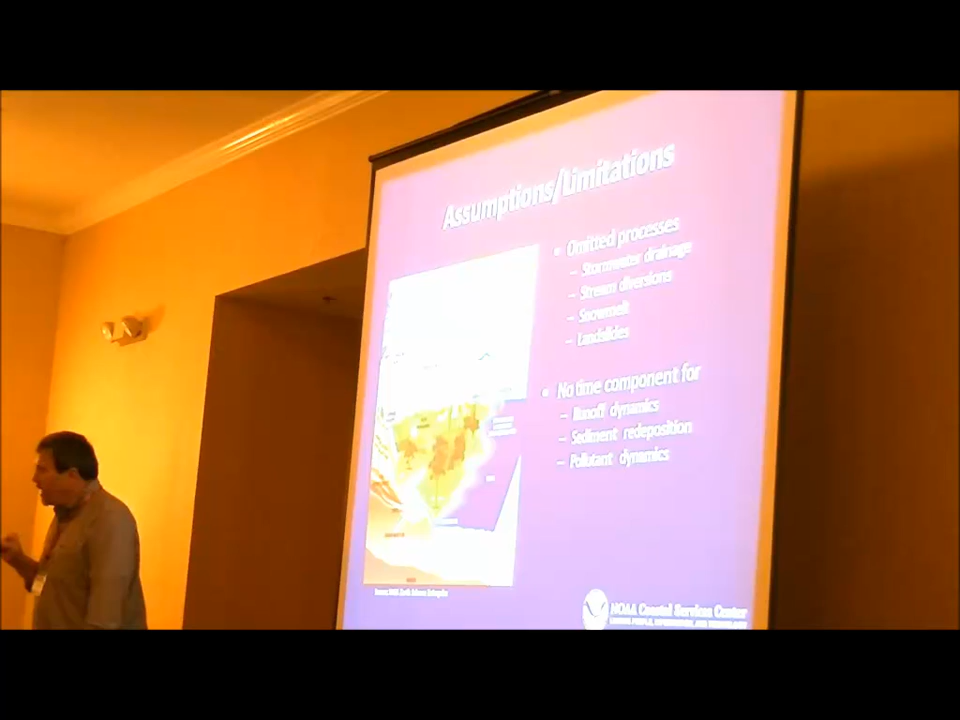 Assumptions/Limitations
• Omitted processes
– Stormwater drainage
– Stream diversions
– Snowmelt
– Landslides
• No time component for
– Runoff dynamics
– Sediment redeposition
– Pollutant dynamics
NOAA Coastal Services Center